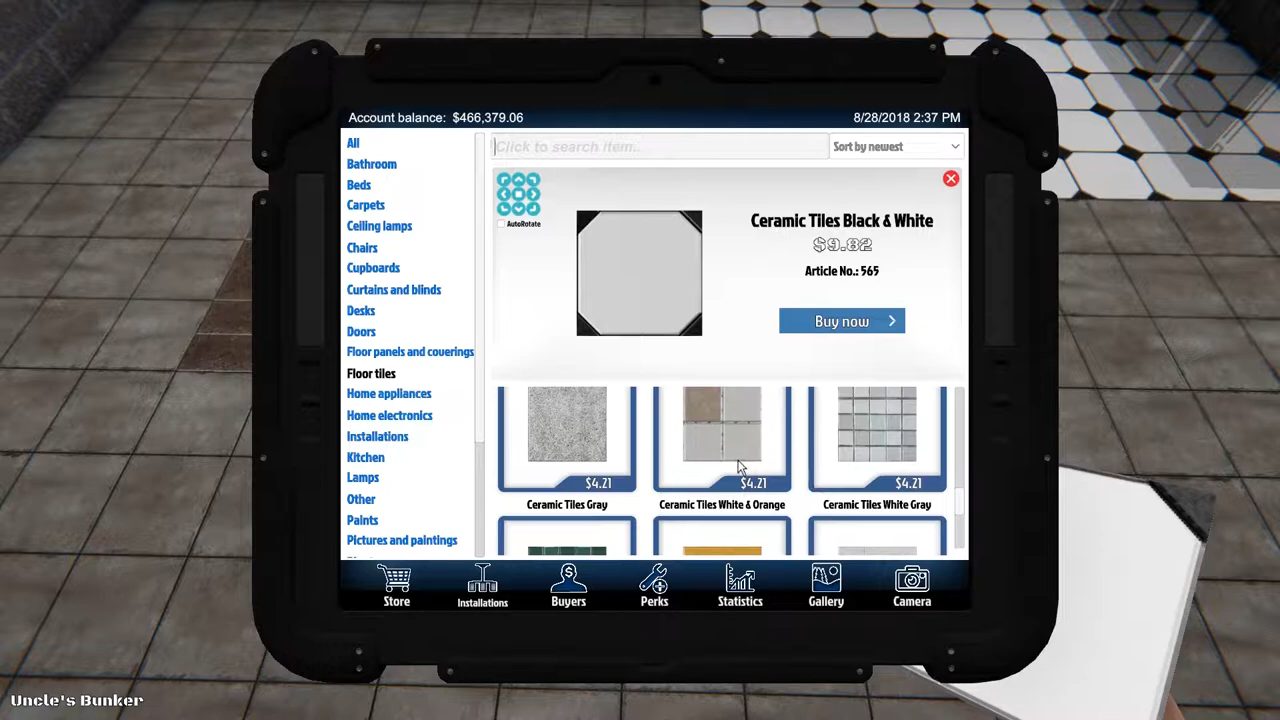 Account balance: $466,379.06
8/28/2018 2:37 PM
All
Bathroom
Beds
Carpets
Ceiling lamps
Chairs
Cupboards
Curtains and blinds
Desks
Doors
Floor panels and coverings
Floor tiles
Home appliances
Home electronics
Installations
Kitchen
Lamps
Other
Paints
Pictures and paintings
Click to search item..
Sort by newest
AutoRotate
Ceramic Tiles Black & White
$9.82
Article No.: 565
Buy now
$4.21
$4.21
$4.21
Ceramic Tiles Gray
Ceramic Tiles White & Orange
Ceramic Tiles White Gray
Store
Installations
Buyers
Perks
Statistics
Gallery
Camera
Uncle's Bunker